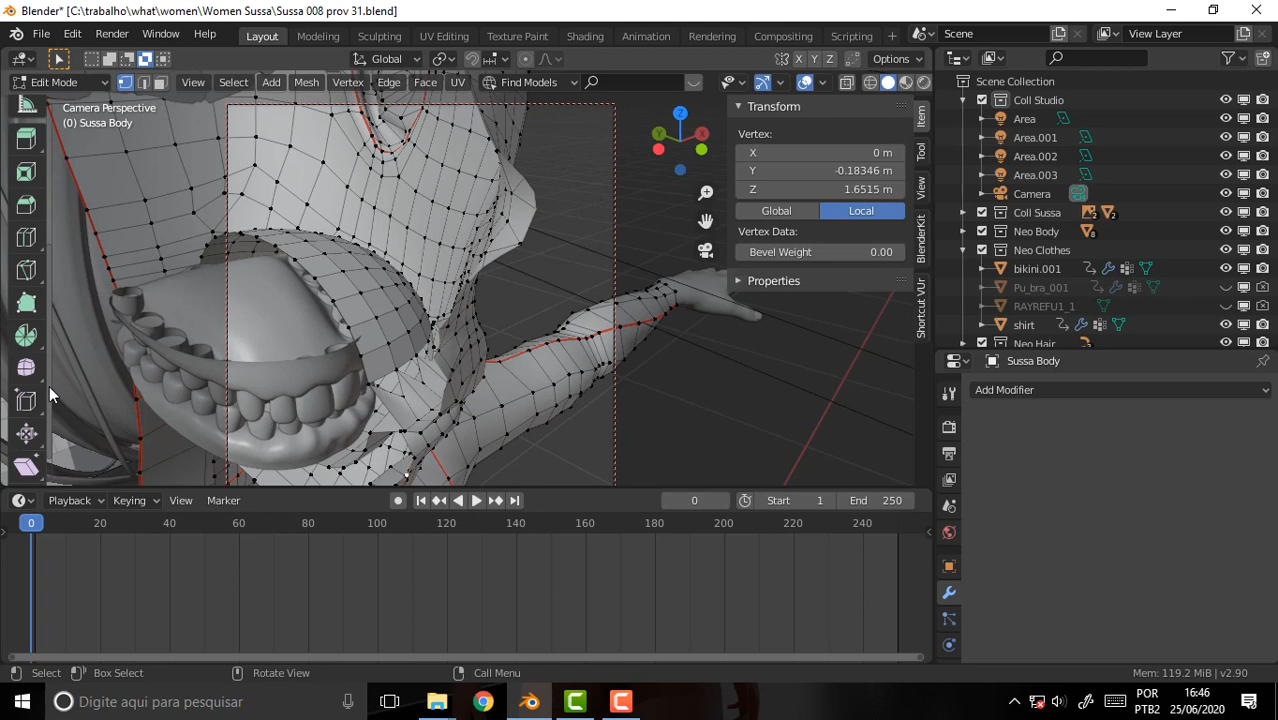 Blender* [C:\trabalho\what\women\Women Sussa\Sussa 008 prov 31.blend]
File Edit Render Window Help Layout Modeling Sculpting UV Editing Texture Paint Shading Animation Rendering Compositing Scripting + Scene View Layer
Global X Y Z Options
Edit Mode View Select Add Mesh Vertex Edge Face UV Find Models
Camera Perspective
(0) Sussa Body
Transform
Vertex:
X 0 m
Y -0.18346 m
Z 1.6515 m
Global Local
Vertex Data:
Bevel Weight 0.00
Properties
Item
Tool
View
BlenderKit
Shortcut VUr
Z
Y
X
Scene Collection
Coll Studio
Area
Area.001
Area.002
Area.003
Camera
Coll Sussa 2 2
Neo Body 8
Neo Clothes
bikini.001
Pu_bra_001
RAYREFU1_1
shirt
Neo Hair
Sussa Body
Add Modifier
Playback Keying View Marker 0 Start 1 End 250
0 20 40 60 80 100 120 140 160 180 200 220 240
Select Box Select Rotate View Call Menu Mem: 119.2 MiB | v2.90
Digite aqui para pesquisar
POR
PTB2
16:46
25/06/2020